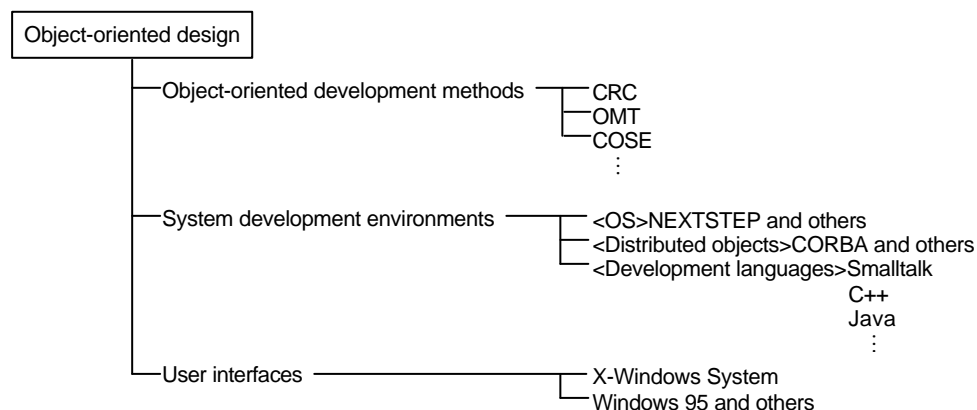 Object-oriented design
Object-oriented development methods
CRC
OMT
COSE
⋮
System development environments
<OS>NEXTSTEP and others
<Distributed objects>CORBA and others
<Development languages>Smalltalk
C++
Java
⋮
User interfaces
X-Windows System
Windows 95 and others